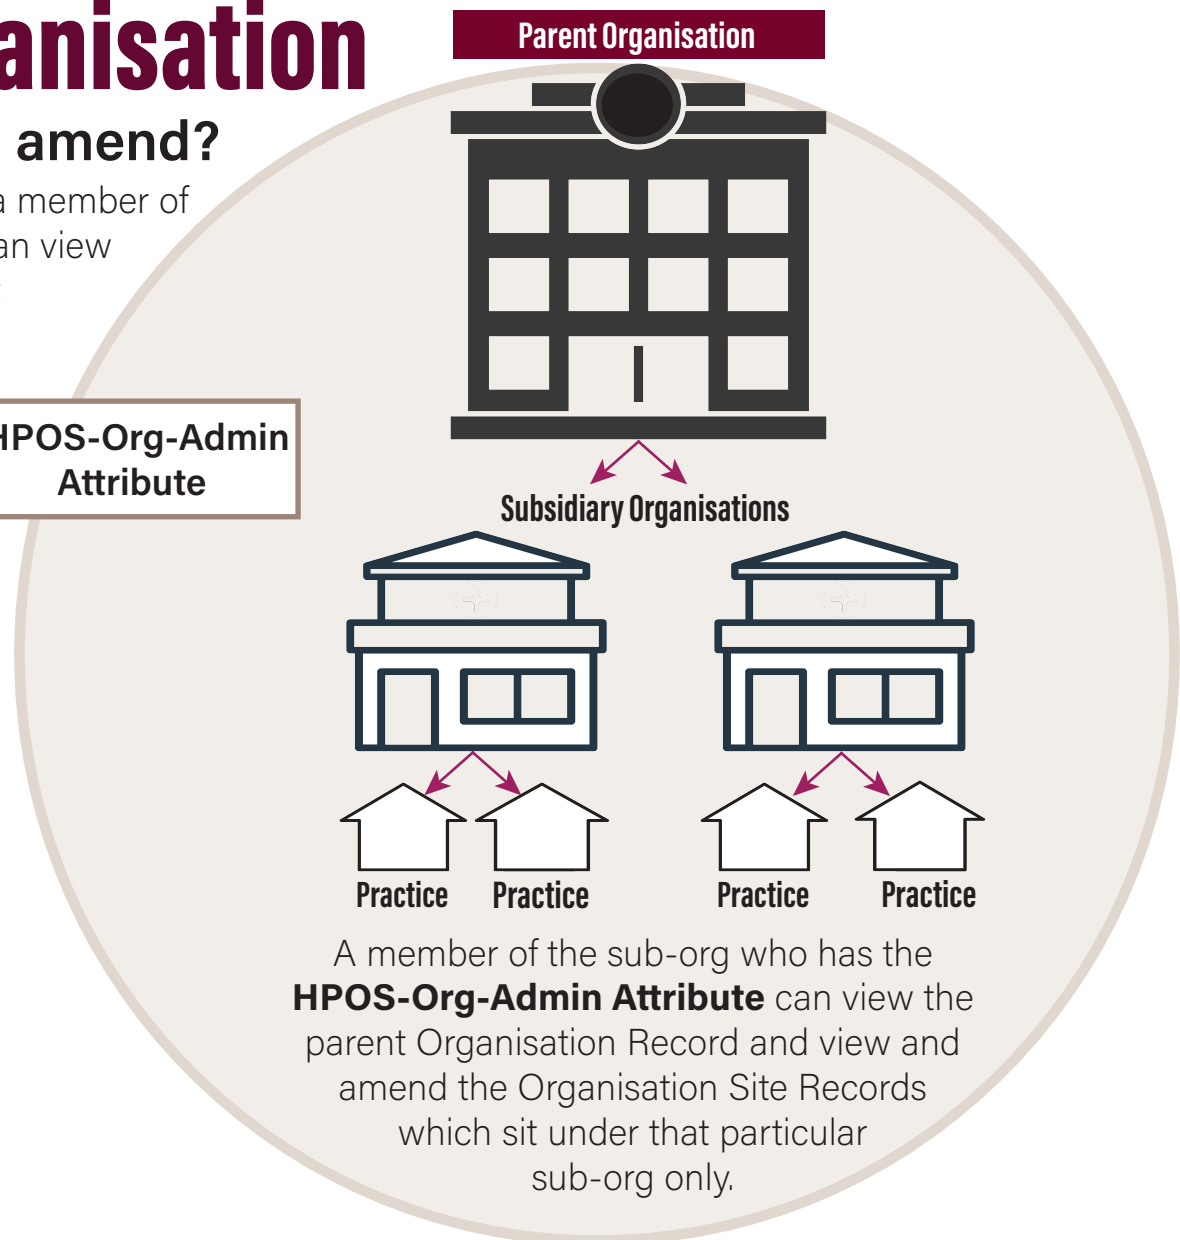 anisation
Parent Organisation
amend?
a member of
an view
HPOS-Org-Admin
Attribute
Subsidiary Organisations
Practice Practice Practice Practice
A member of the sub-org who has the
HPOS-Org-Admin Attribute can view the
parent Organisation Record and view and
amend the Organisation Site Records
which sit under that particular
sub-org only.